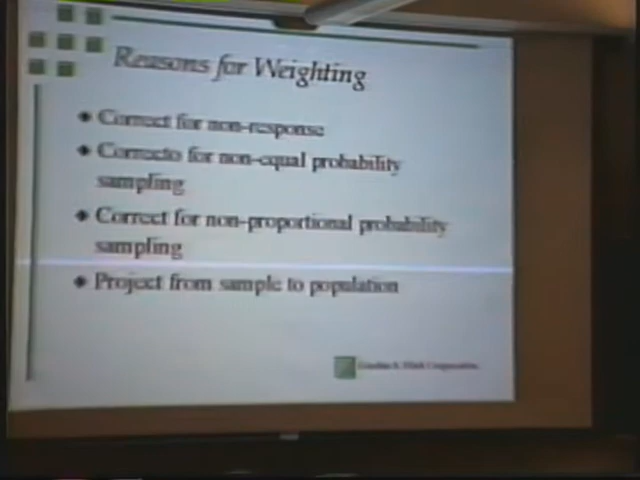 Reasons for Weighting
Correct for non-response
Correcto for non-equal probability
sampling
Correct for non-proportional probability
sampling
Project from sample to population
Corporation